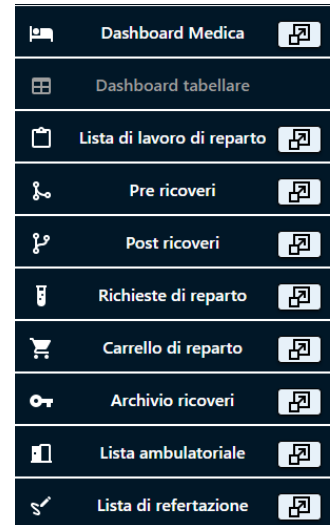 Dashboard Medica
Dashboard tabellare
Lista di lavoro di reparto
Pre ricoveri
Post ricoveri
Richieste di reparto
Carrello di reparto
Archivio ricoveri
Lista ambulatoriale
Lista di refertazione